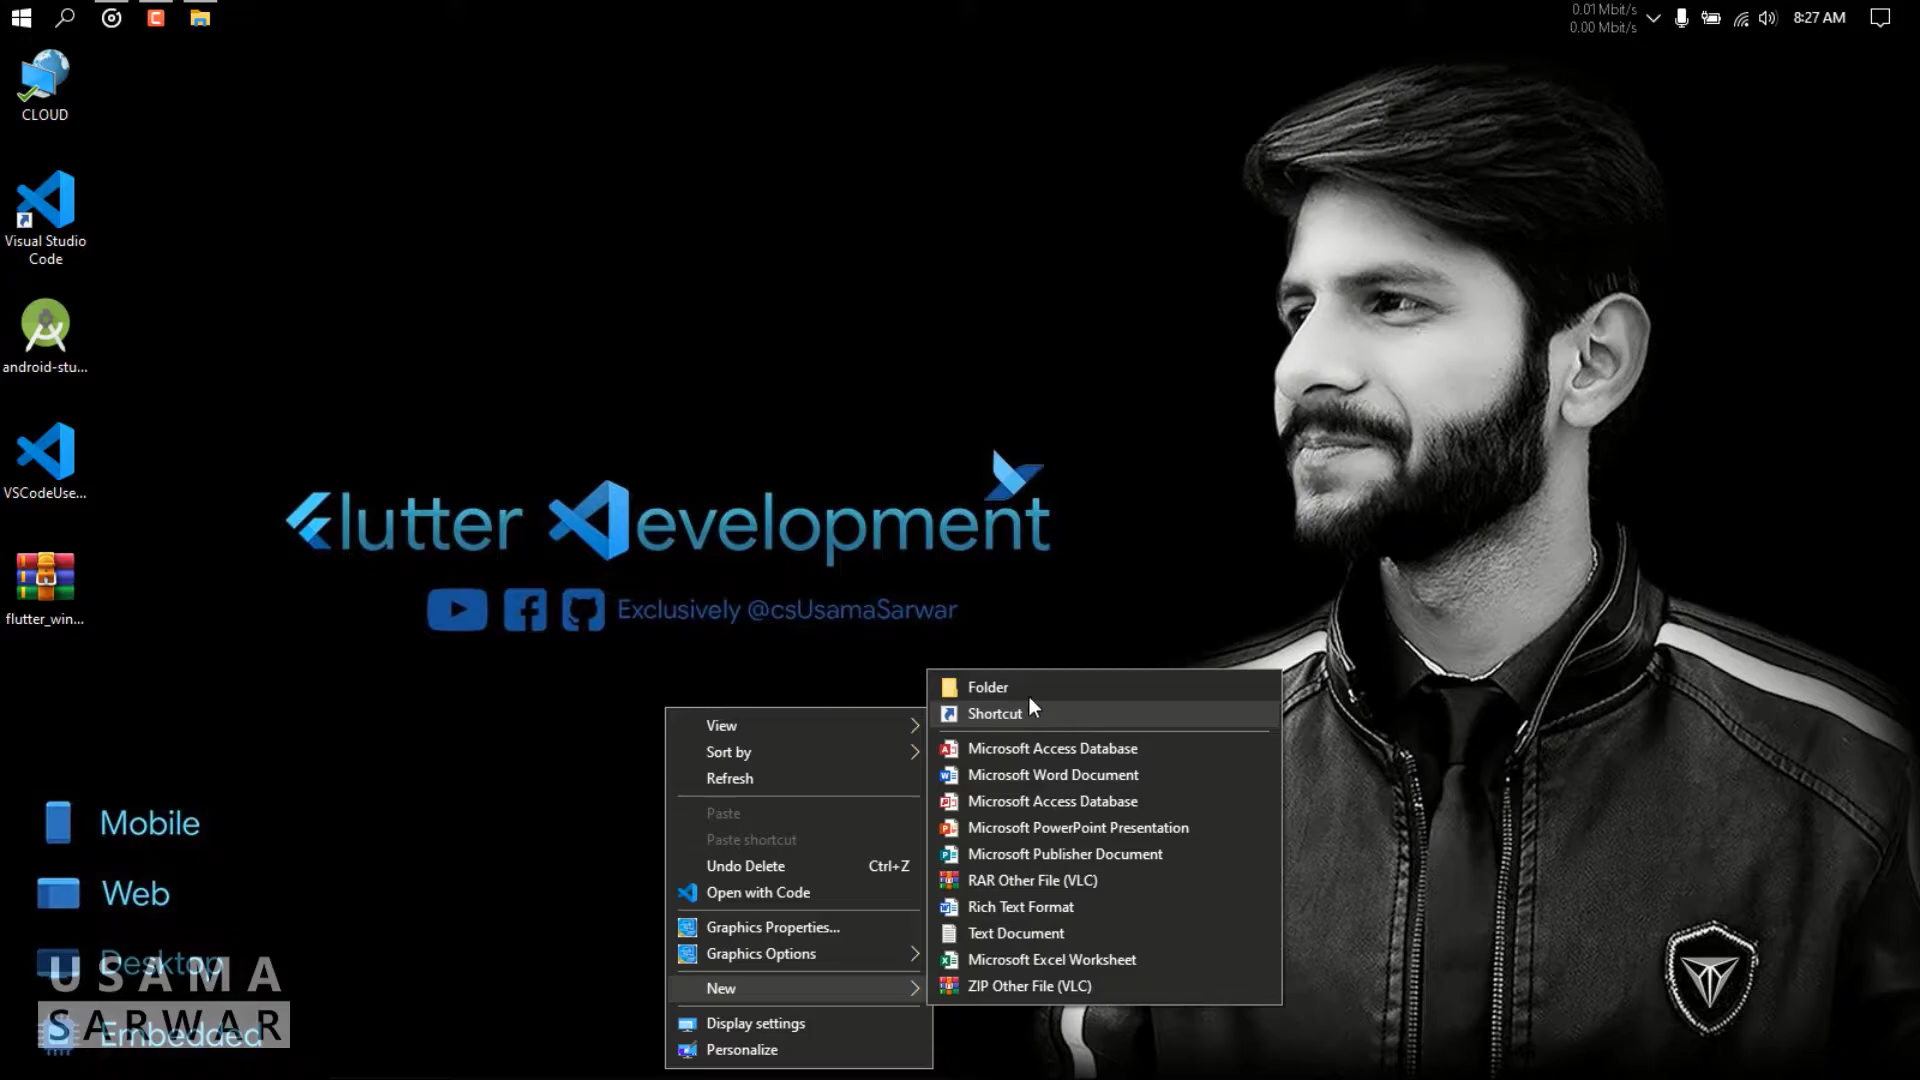 0.01 Mbit/s
0.00 Mbit/s
8:27 AM
CLOUD
Visual Studio
Code
android-stu...
VSCodeUse...
flutter_win...
Flutter Development
Exclusively @csUsamaSarwar
Mobile
Web
Desktop
Embedded
USAMA
SARWAR
View
Sort by
Refresh
Paste
Paste shortcut
Undo Delete Ctrl+Z
Open with Code
Graphics Properties...
Graphics Options
New
Display settings
Personalize
Folder
Shortcut
Microsoft Access Database
Microsoft Word Document
Microsoft Access Database
Microsoft PowerPoint Presentation
Microsoft Publisher Document
RAR Other File (VLC)
Rich Text Format
Text Document
Microsoft Excel Worksheet
ZIP Other File (VLC)